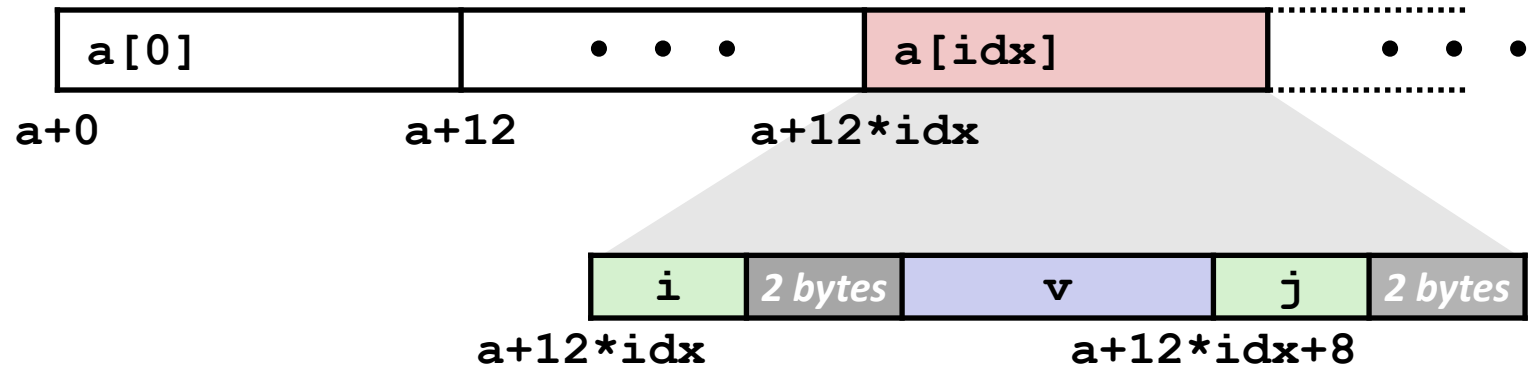 a[0] • • • a[idx] • • •
a+0 a+12 a+12*idx
i 2 bytes v j 2 bytes
a+12*idx a+12*idx+8